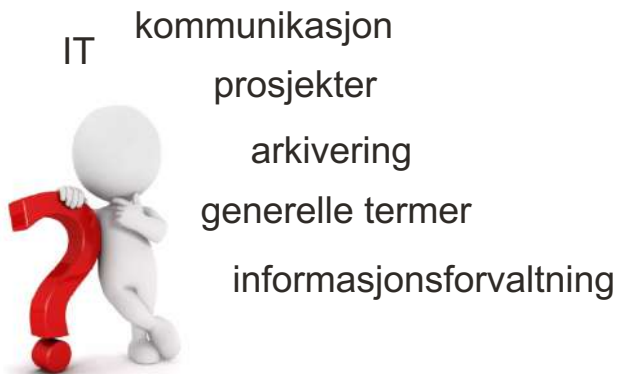 kommunikasjon
IT
prosjekter
arkivering
generelle termer
informasjonsforvaltning